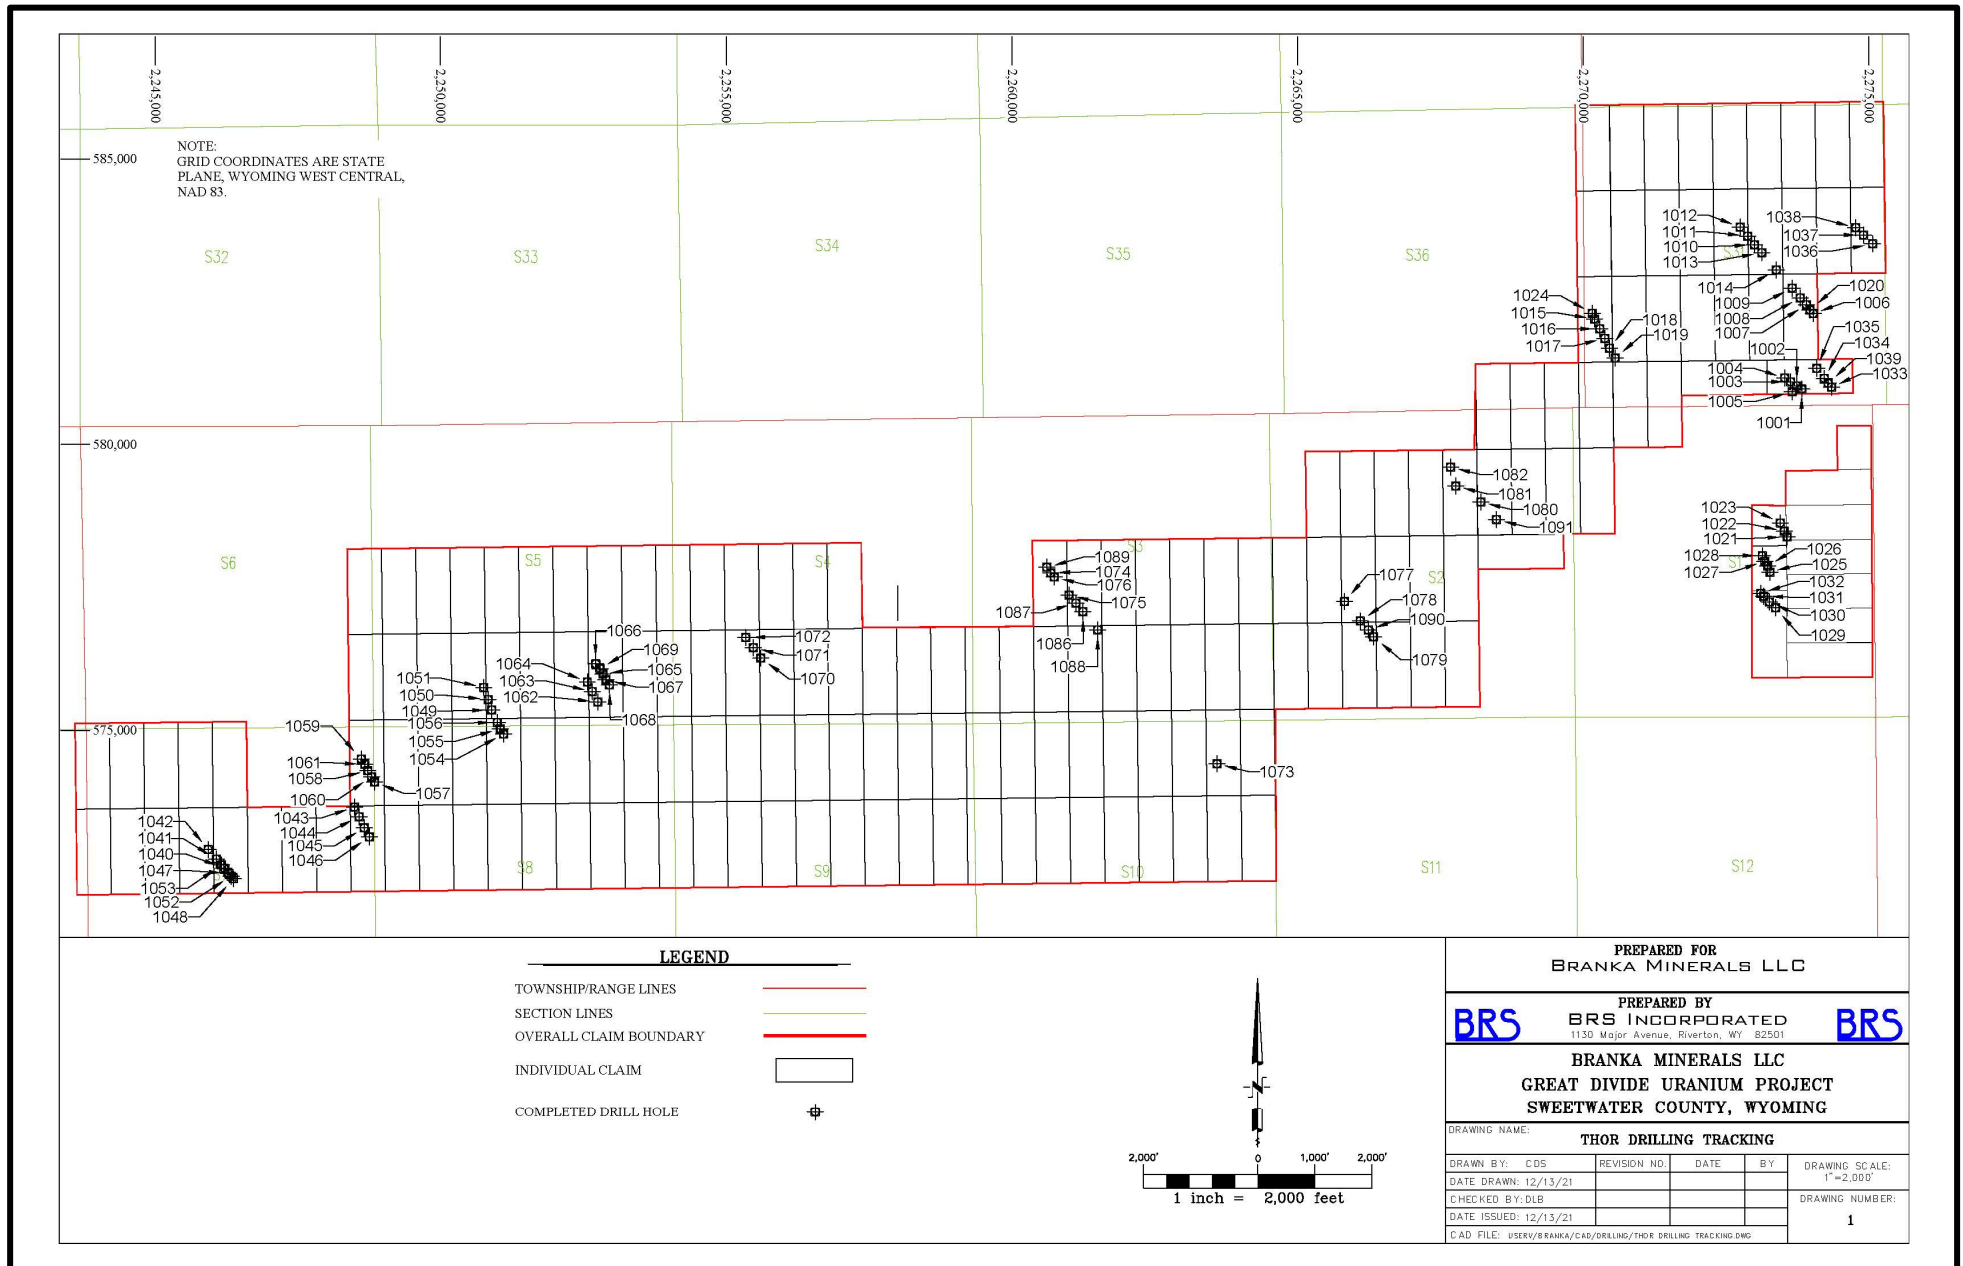 2,245,000
2,250,000
2,255,000
2,260,000
2,265,000
2,270,000
2,275,000
585,000
580,000
575,000
NOTE:
GRID COORDINATES ARE STATE
PLANE, WYOMING WEST CENTRAL,
NAD 83.
S32
S33
S34
S35
S36
S6
S5
S4
S3
S2
S8
S9
S10
S11
S12
1012
1011
1010
1013
1038
1037
1036
1014
1009
1008
1007
1020
1006
1024
1015
1016
1017
1018
1019
1002
1004
1003
1005
1001
1035
1034
1039
1033
1082
1081
1080
1091
1023
1022
1021
1028
1027
1026
1025
1032
1031
1030
1029
1089
1074
1076
1075
1087
1086
1088
1077
1078
1090
1079
1073
1072
1071
1070
1066
1069
1064
1065
1063
1067
1062
1068
1051
1050
1049
1056
1055
1054
1059
1061
1058
1060
1057
1043
1044
1045
1046
1042
1041
1040
1047
1053
1052
1048
LEGEND
TOWNSHIP/RANGE LINES
SECTION LINES
OVERALL CLAIM BOUNDARY
INDIVIDUAL CLAIM
COMPLETED DRILL HOLE
2,000' 0 1,000' 2,000'
1 inch = 2,000 feet
PREPARED FOR
BRANKA MINERALS LLC
PREPARED BY
BRS BRS INCORPORATED BRS
1130 Major Avenue, Riverton, WY 82501
BRANKA MINERALS LLC
GREAT DIVIDE URANIUM PROJECT
SWEETWATER COUNTY, WYOMING
DRAWING NAME:
THOR DRILLING TRACKING
DRAWN BY: CDS REVISION NO. DATE BY
DATE DRAWN: 12/13/21
CHECKED BY: DLB
DATE ISSUED: 12/13/21
DRAWING SCALE:
1"=2,000'
DRAWING NUMBER:
1
CAD FILE: USERV/BRANKA/CAD/DRILLING/THOR DRILLING TRACKING.DWG